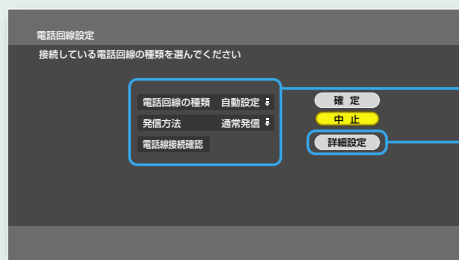 電話回線設定
接続している電話回線の種類を選んでください
電話回線の種類 自動設定
発信方法 通常発信
電話線接続確認
確 定
中 止
詳細設定